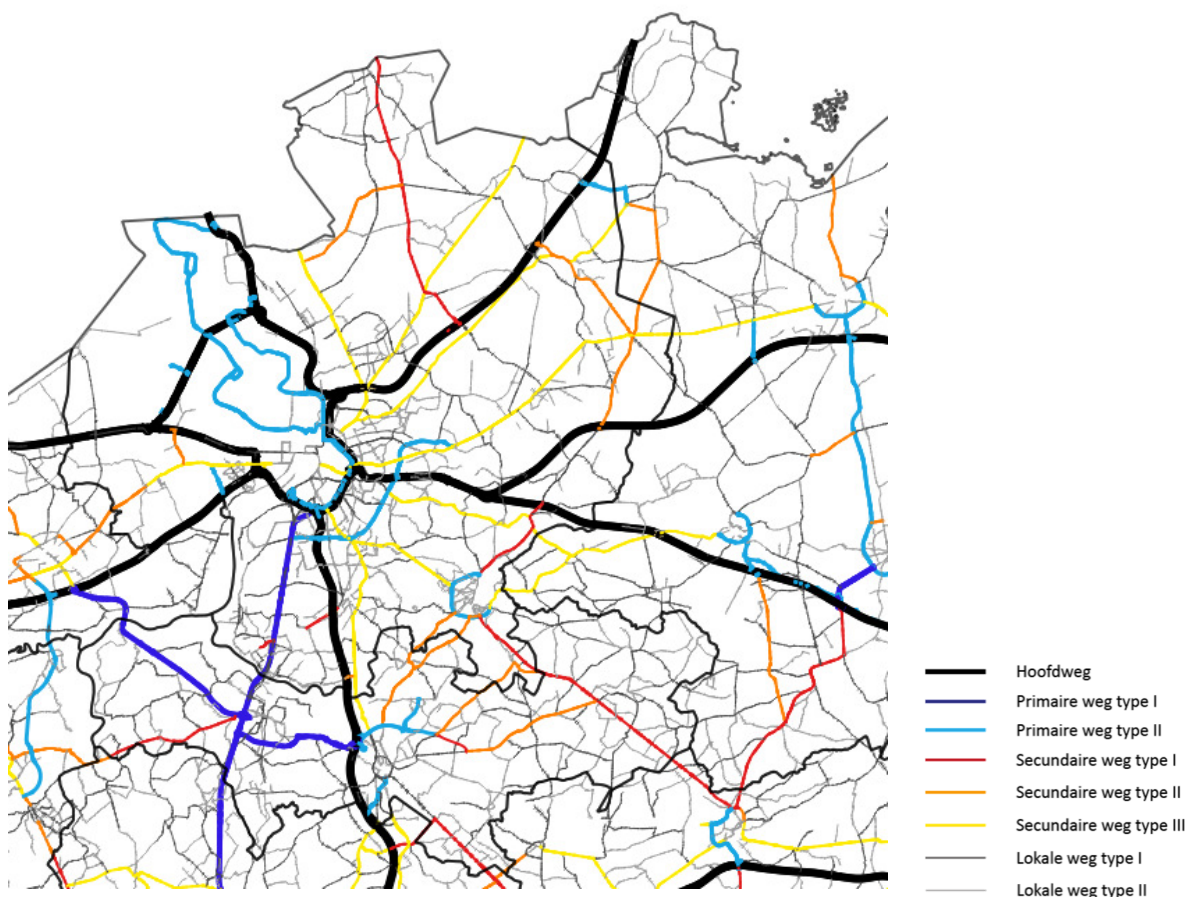 Hoofdweg
Primaire weg type I
Primaire weg type II
Secundaire weg type I
Secundaire weg type II
Secundaire weg type III
Lokale weg type I
Lokale weg type II